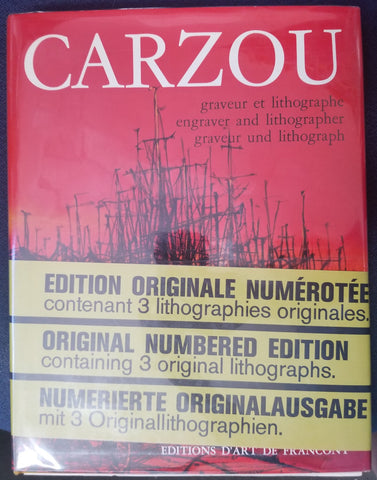 CARZOU
graveur et lithographe
engraver and lithographer
graveur und lithograph
EDITION ORIGINALE NUMÉROTÉE
contenant 3 lithographies originales.
ORIGINAL NUMBERED EDITION
containing 3 original lithographs.
NUMERIERTE ORIGINALAUSGABE
mit 3 Originallithographien.
EDITIONS D'ART DE FRANCONY